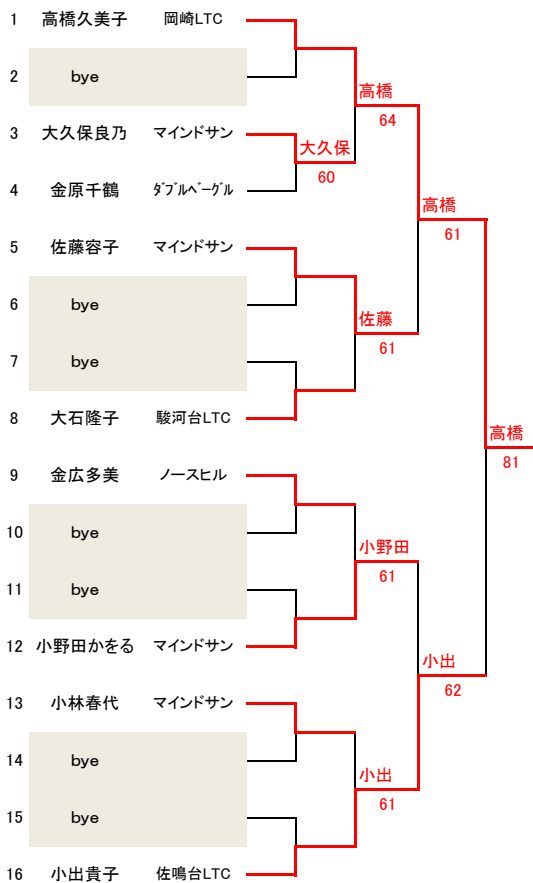 1 高橋久美子 岡崎LTC
2 bye
高橋
64
3 大久保良乃 マインドサン
大久保
60
4 金原千鶴 ダブルベーグル
高橋
61
5 佐藤容子 マインドサン
6 bye
佐藤
61
7 bye
8 大石隆子 駿河台LTC
高橋
81
9 金広多美 ノースヒル
10 bye
小野田
61
11 bye
12 小野田かをる マインドサン
小出
62
13 小林春代 マインドサン
14 bye
小出
61
15 bye
16 小出貴子 佐鳴台LTC